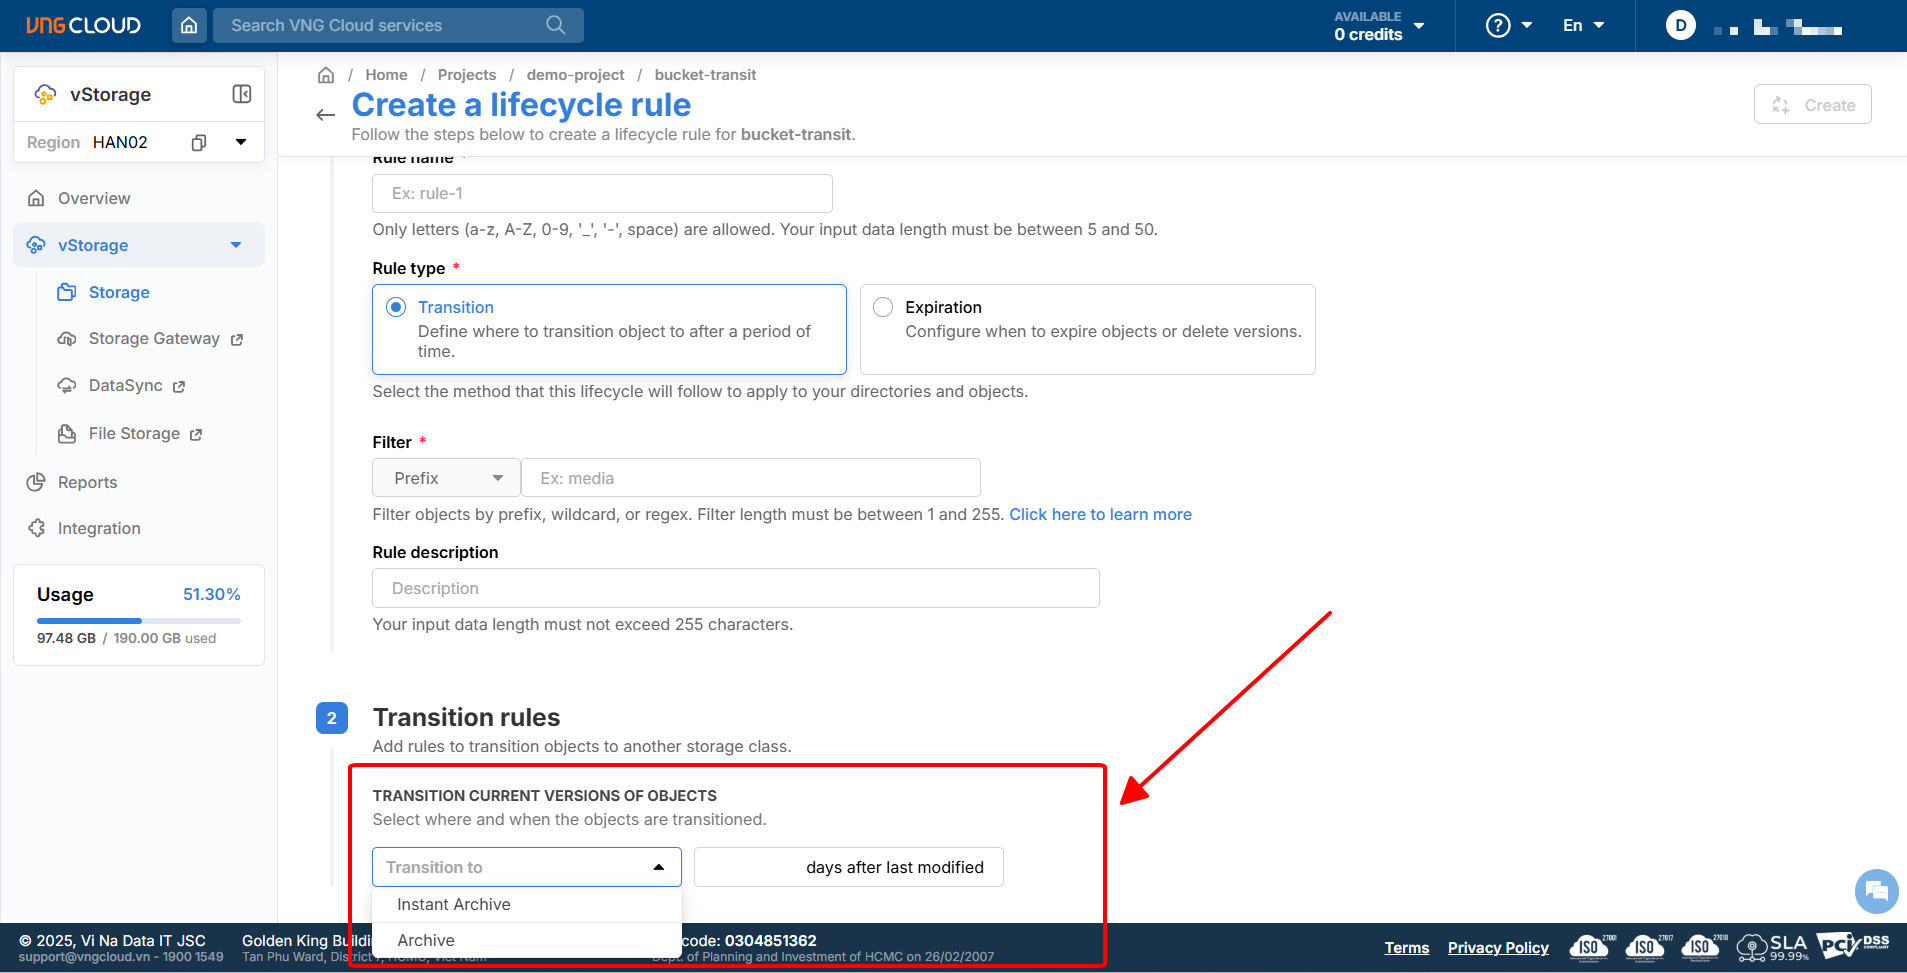 VNG CLOUD
Search VNG Cloud services
AVAILABLE
0 credits
En
D
vStorage
Region HAN02
Overview
vStorage
Storage
Storage Gateway
DataSync
File Storage
Reports
Integration
Usage 51.30%
97.48 GB / 190.00 GB used
/ Home / Projects / demo-project / bucket-transit
Create a lifecycle rule
Follow the steps below to create a lifecycle rule for bucket-transit.
Create
Rule name *
Ex: rule-1
Only letters (a-z, A-Z, 0-9, '_', '-', space) are allowed. Your input data length must be between 5 and 50.
Rule type *
Transition
Define where to transition object to after a period of
time.
Expiration
Configure when to expire objects or delete versions.
Select the method that this lifecycle will follow to apply to your directories and objects.
Filter *
Prefix
Ex: media
Filter objects by prefix, wildcard, or regex. Filter length must be between 1 and 255. Click here to learn more
Rule description
Description
Your input data length must not exceed 255 characters.
2
Transition rules
Add rules to transition objects to another storage class.
TRANSITION CURRENT VERSIONS OF OBJECTS
Select where and when the objects are transitioned.
Transition to
days after last modified
Instant Archive
Archive
© 2025, Vi Na Data IT JSC
support@vngcloud.vn - 1900 1549
Golden King Buildi
Tan Phu Ward, District 7, HCMC, Viet Nam
code: 0304851362
Dept. of Planning and Investment of HCMC on 26/02/2007
Terms
Privacy Policy
ISO 27001
ISO 27017
ISO 27018
SLA
99.99%
PCI DSS
COMPLIANT